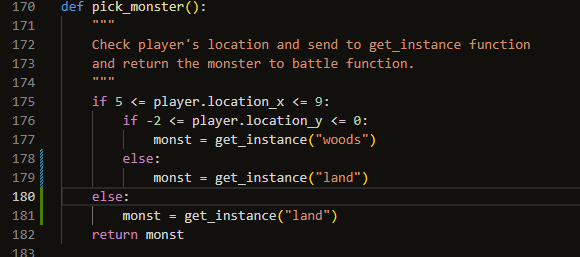 170 def pick_monster():
171     """
172     Check player's location and send to get_instance function
173     and return the monster to battle function.
174     """
175     if 5 <= player.location_x <= 9:
176         if -2 <= player.location_y <= 0:
177             monst = get_instance("woods")
178         else:
179             monst = get_instance("land")
180     else:
181         monst = get_instance("land")
182     return monst
183